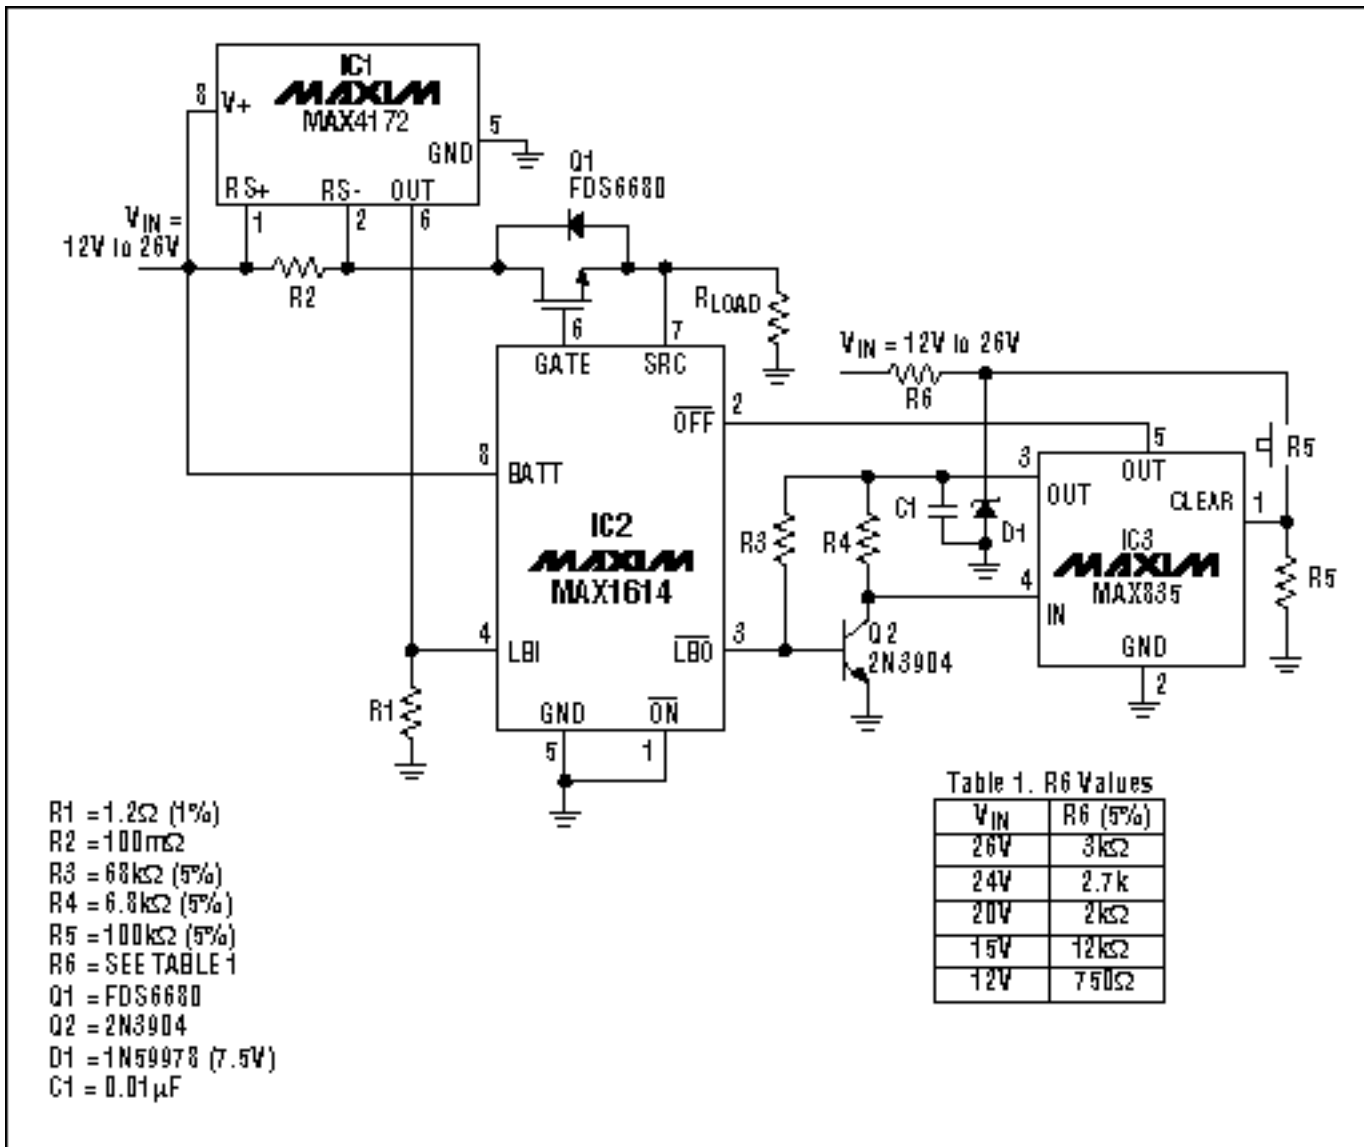 IC1
MAXIM
MAX4172
8
V+
5
GND
RS+
RS-
OUT
1
2
6
VIN =
12V to 26V
R2
Q1
FDS6680
RLOAD
6
7
GATE
SRC
VIN = 12V to 26V
R6
OFF
2
5
R5
8
BATT
3
OUT
OUT
CLEAR
1
C1
D1
IC2
MAXIM
MAX1614
R3
R4
IC3
MAXIM
MAX835
R5
4
IN
4
LBI
LBO
3
Q2
2N3904
GND
2
R1
GND
ON
5
1
R1 = 1.2Ω (1%)
R2 = 100mΩ
R3 = 68kΩ (5%)
R4 = 6.8kΩ (5%)
R5 = 100kΩ (5%)
R6 = SEE TABLE 1
Q1 = FDS6680
Q2 = 2N3904
D1 = 1N59978 (7.5V)
C1 = 0.01µF
Table 1. R6 Values
VIN R6 (5%)
26V 3kΩ
24V 2.7k
20V 2kΩ
15V 12kΩ
12V 750Ω